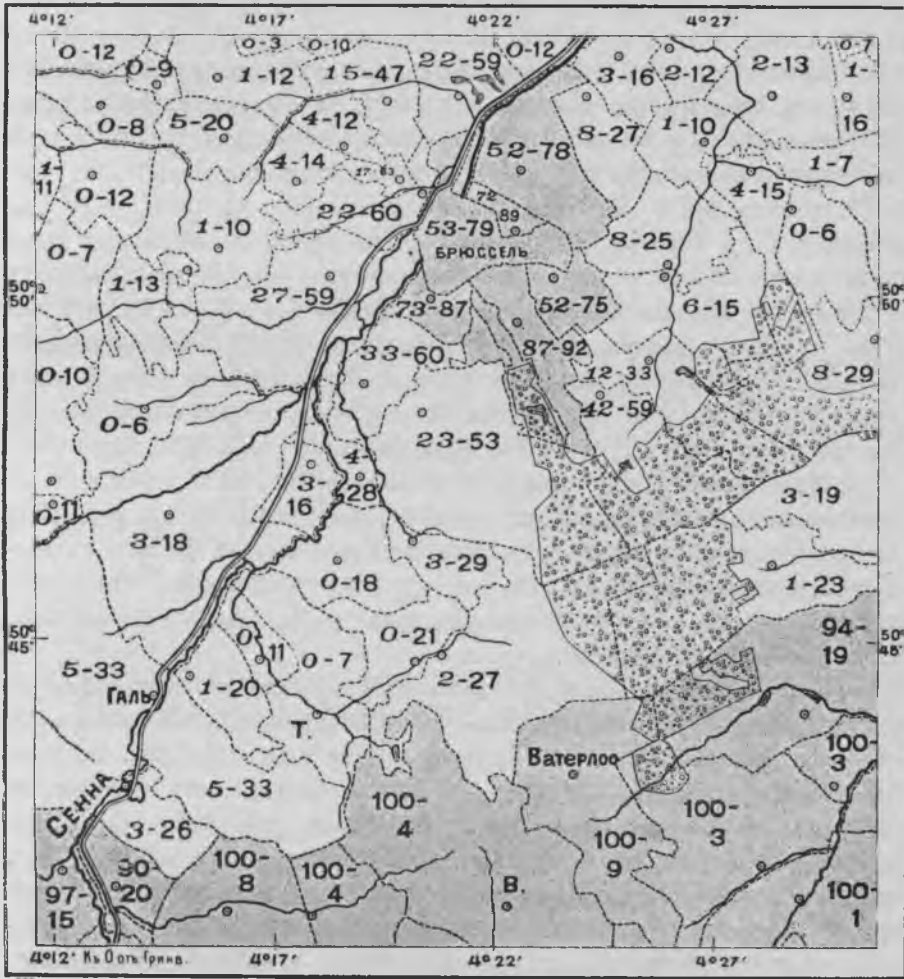 4°12' 4°17' 4°22' 4°27'
0-12 0-3 0-10 22-59 0-12 2-13 0-7
0-9 1-12 15-47 3-16 2-12 1-
0-8 5-20 4-12 8-27 1-10 16
4-14 52-78 1-7
1-
11 0-12 17-63 4-15
22-60 72
0-7 1-10 53-79 89 8-25 0-6
БРЮССЕЛЬ
50°
50' 1-13 27-59 73-87 52-75 6-15 50°
50'
33-60 87-92
0-10 12-33 8-29
0-6 23-53 42-59
4-
28
3-
16 3-19
0-11
3-18 3-29
0-18 1-23
50°
45' 0-
11 0-7 0-21 94-
19 50°
45'
5-33 1-20 2-27
Галь Т.
Ватерлоо 100-
3
СЕННА 5-33 100-
4 100-
3
3-26
90-
20 100-
8 100-
4 100-
9
97-
15 В. 100-
1
4°12' Къ О отъ Гринв. 4°17' 4°22' 4°27'